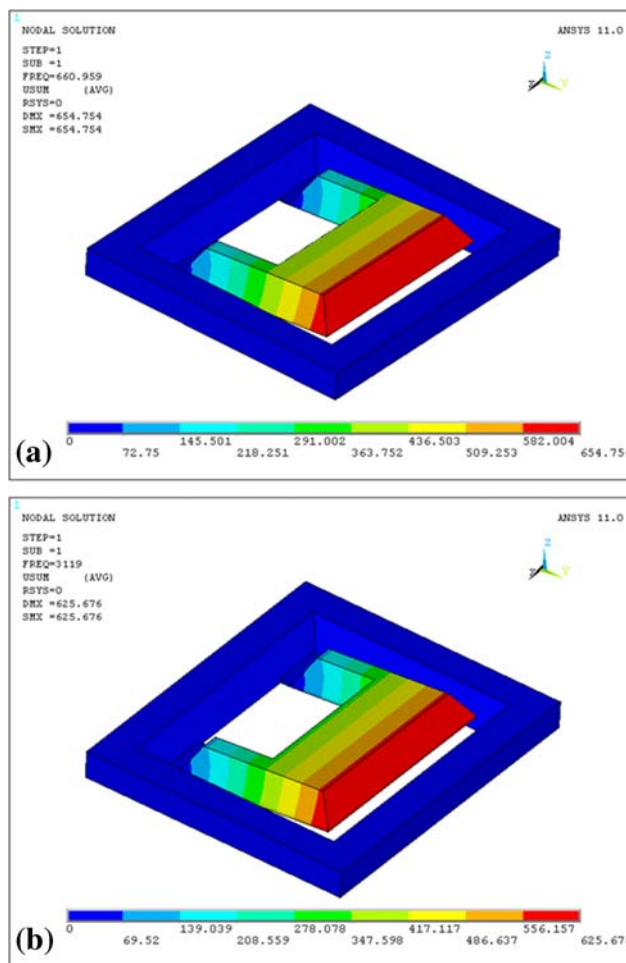 1
NODAL SOLUTION
ANSYS 11.0
STEP=1
SUB =1
FREQ=660.959
USUM (AVG)
RSYS=0
DMX =654.754
SMX =654.754
Z
X Y
(a)
0 145.501 291.002 436.503 582.004
72.75 218.251 363.752 509.253 654.754
1
NODAL SOLUTION
ANSYS 11.0
STEP=1
SUB =1
FREQ=3119
USUM (AVG)
RSYS=0
DMX =625.676
SMX =625.676
Z
X Y
(b)
0 139.039 278.078 417.117 556.157
69.52 208.559 347.598 486.637 625.676